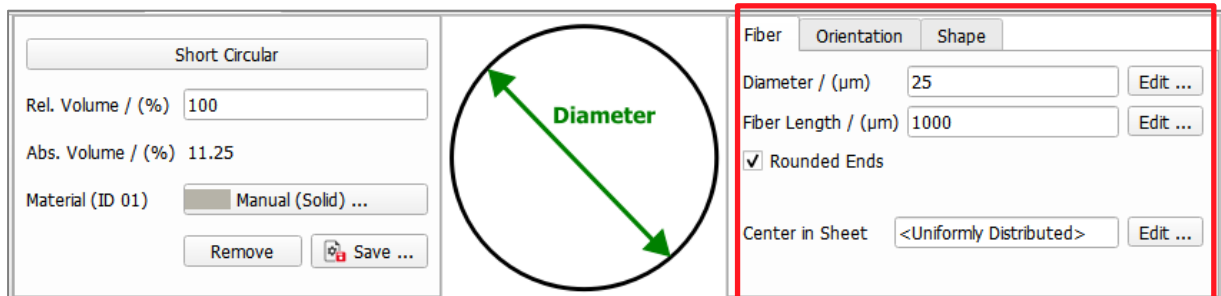 Short Circular
Rel. Volume / (%) 100
Abs. Volume / (%) 11.25
Material (ID 01) Manual (Solid) ...
Remove Save ...
Diameter
Fiber Orientation Shape
Diameter / (µm) 25 Edit ...
Fiber Length / (µm) 1000 Edit ...
Rounded Ends
Center in Sheet <Uniformly Distributed> Edit ...